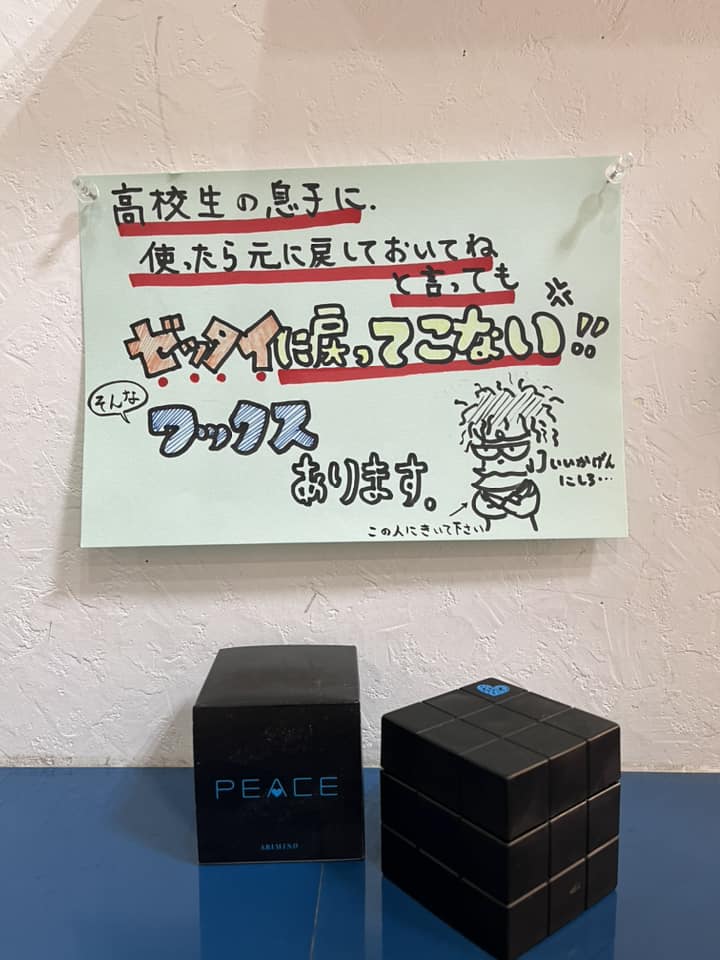 高校生の息子に、
使ったら元に戻しておいてね
と言っても
ゼッタイに戻ってこない!!
そんな
ワックス
あります。
いいかげん
にしろ…
この人にきいて下さい
PEACE
ARIMINO